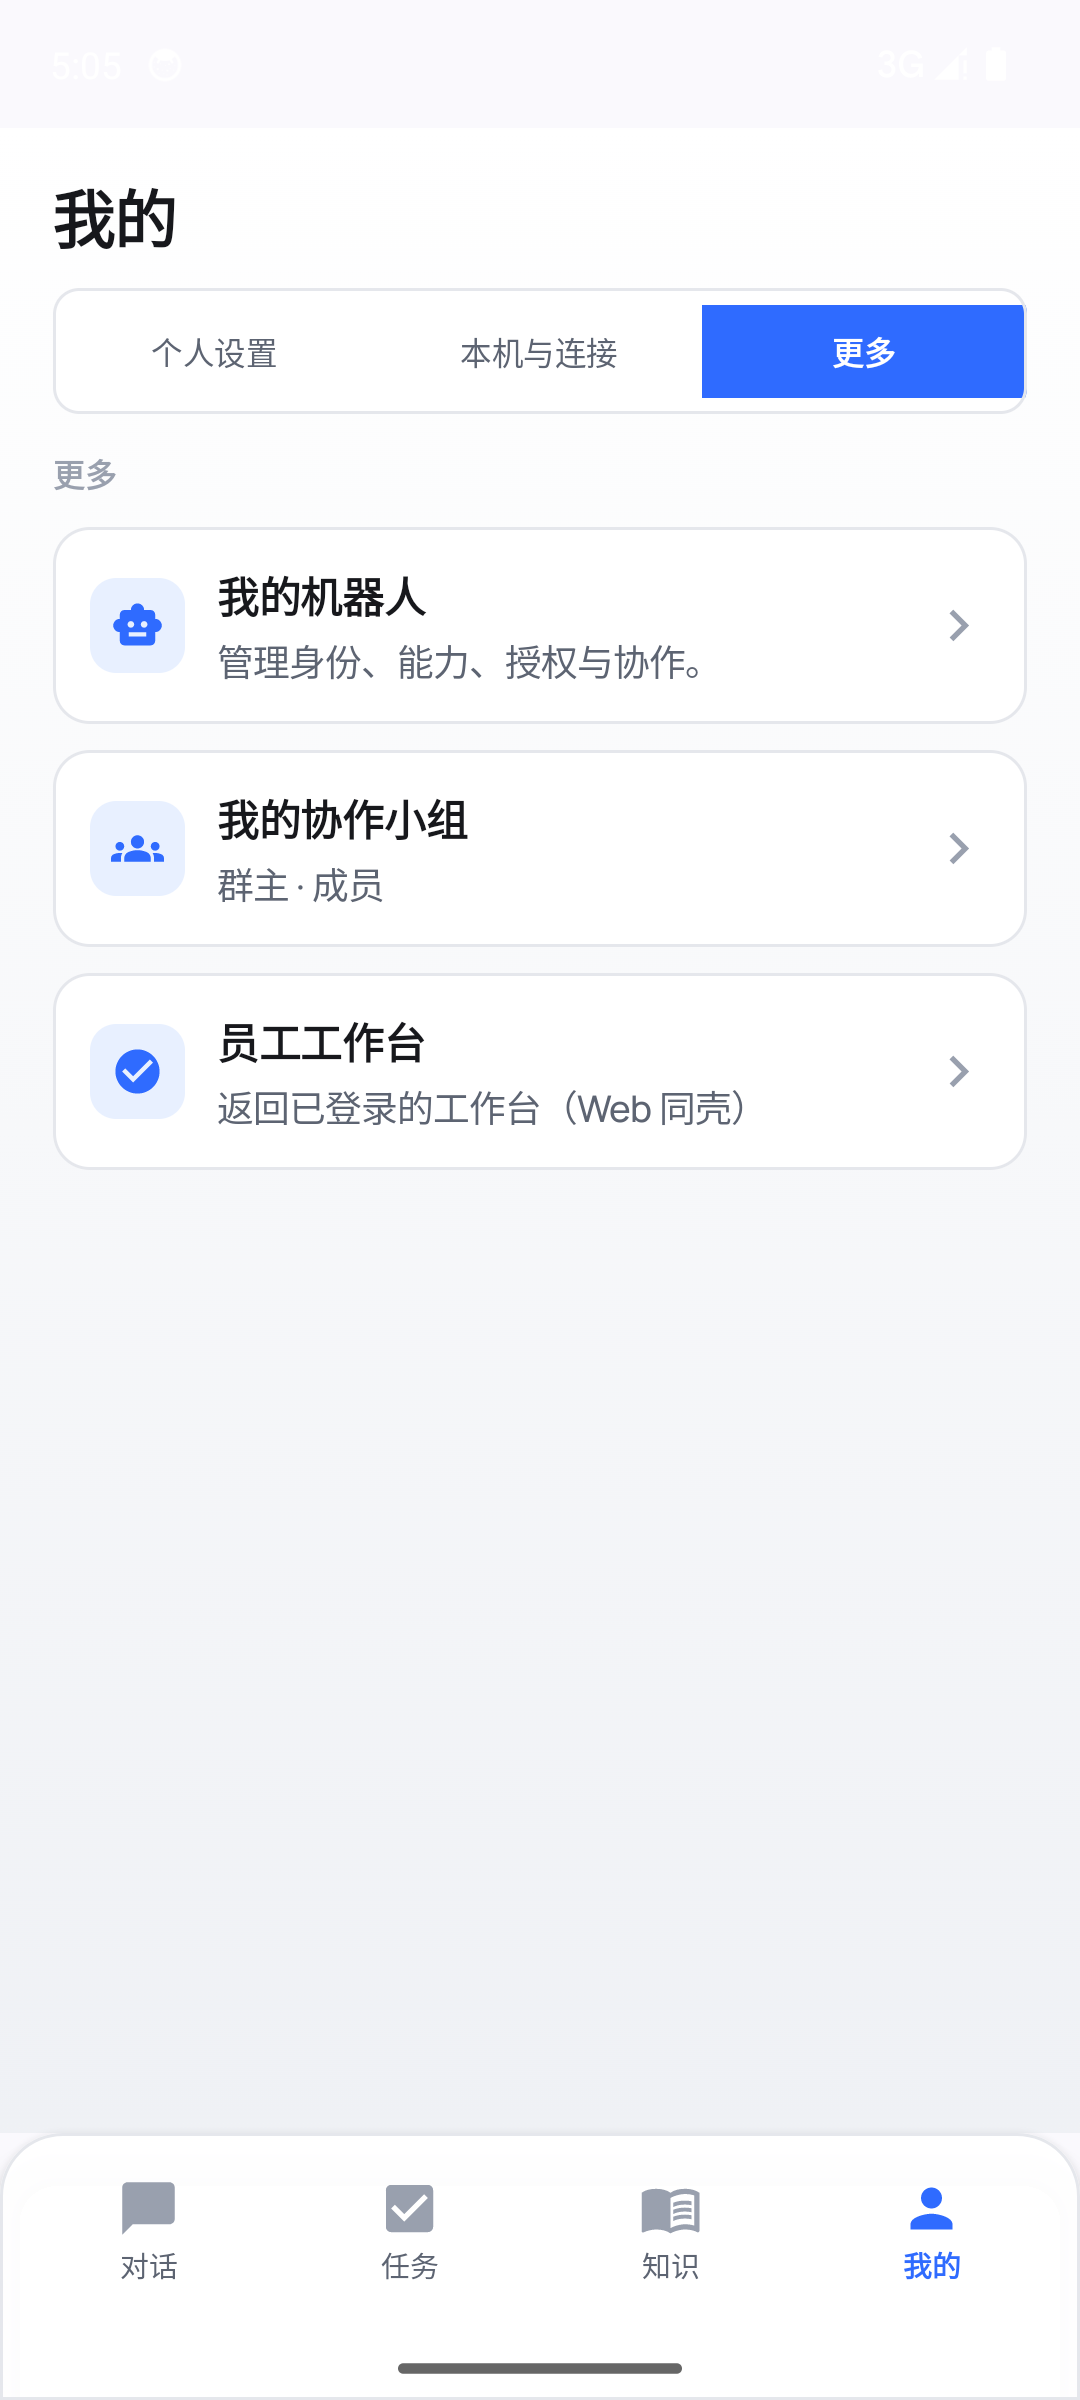 5:05
3G
我的
个人设置
本机与连接
更多
更多
我的机器人
管理身份、能力、授权与协作。
我的协作小组
群主 · 成员
员工工作台
返回已登录的工作台（Web 同壳）
对话
任务
知识
我的